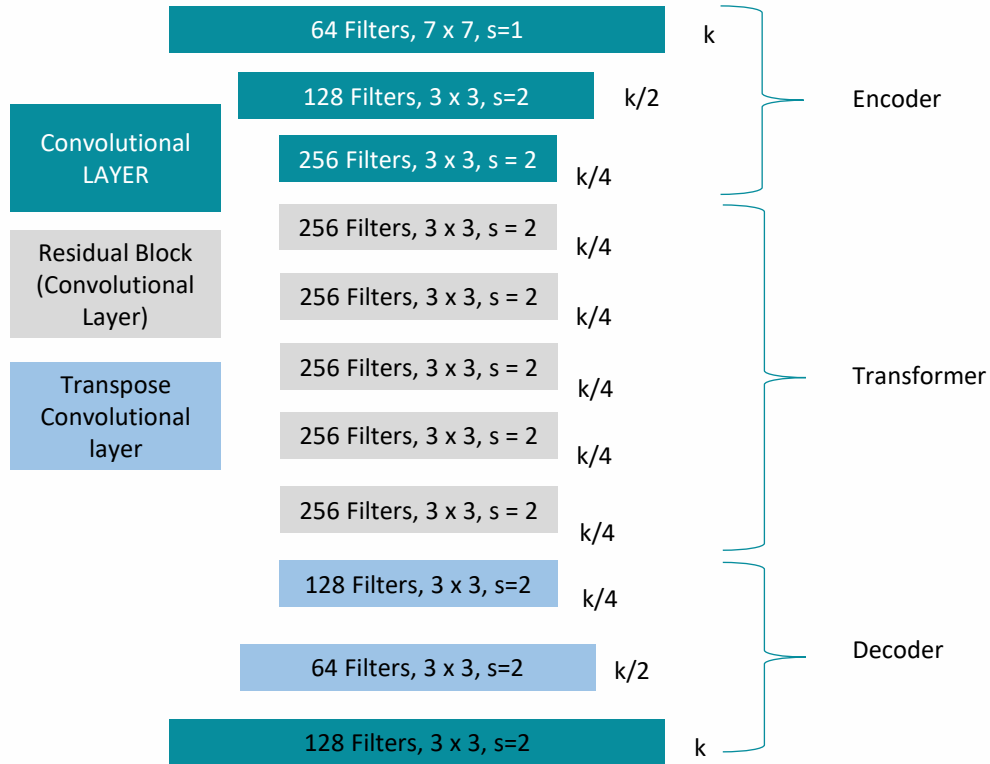 64 Filters, 7 x 7, s=1
k
128 Filters, 3 x 3, s=2
k/2
Encoder
Convolutional
LAYER
256 Filters, 3 x 3, s = 2
k/4
256 Filters, 3 x 3, s = 2
k/4
Residual Block
(Convolutional
Layer)
256 Filters, 3 x 3, s = 2
k/4
256 Filters, 3 x 3, s = 2
k/4
Transformer
Transpose
Convolutional
layer
256 Filters, 3 x 3, s = 2
k/4
256 Filters, 3 x 3, s = 2
k/4
128 Filters, 3 x 3, s=2
k/4
64 Filters, 3 x 3, s=2
k/2
Decoder
128 Filters, 3 x 3, s=2
k